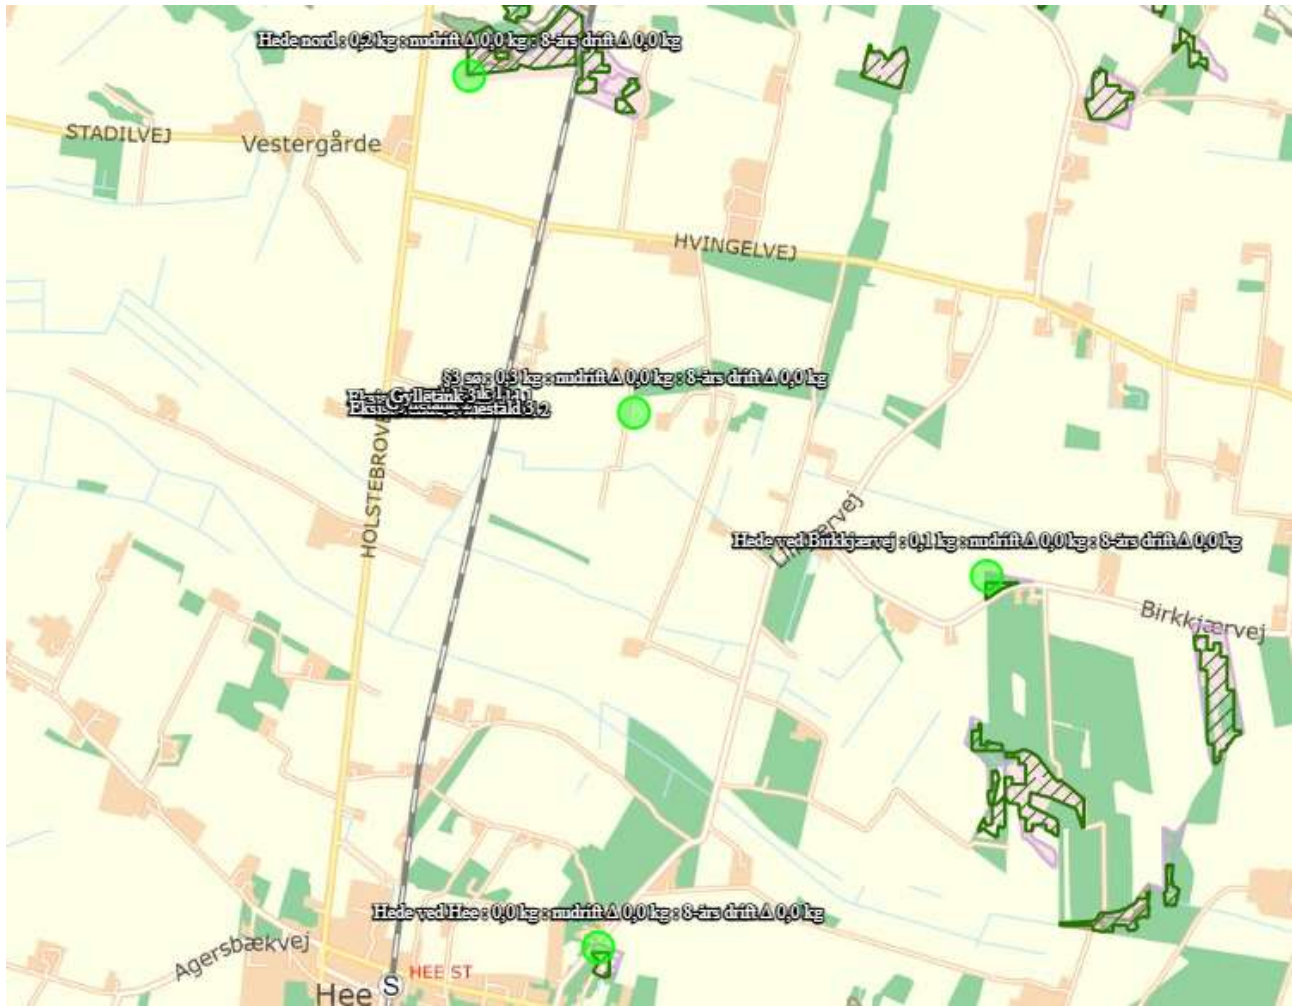 Hede nord : 0,2 kg : nudrift Δ 0,0 kg : 8-års drift Δ 0,0 kg
STADILVEJ
Vestergårde
HVINGELVEJ
§3 sø : 0,3 kg : nudrift Δ 0,0 kg : 8-års drift Δ 0,0 kg
Gylletank 3
HOLSTEBROVEJ
Hede ved Birkkjærvej : 0,1 kg : nudrift Δ 0,0 kg : 8-års drift Δ 0,0 kg
Birkkjærvej
Hede ved Hee : 0,0 kg : nudrift Δ 0,0 kg : 8-års drift Δ 0,0 kg
Agersbækvej
HEE ST
Hee
S